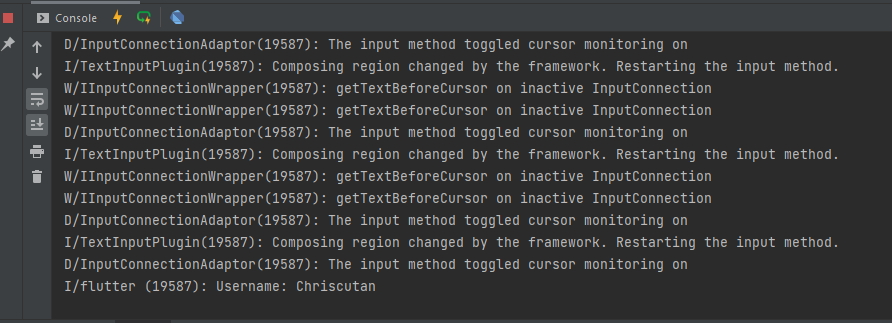 Console
D/InputConnectionAdaptor(19587): The input method toggled cursor monitoring on
I/TextInputPlugin(19587): Composing region changed by the framework. Restarting the input method.
W/IInputConnectionWrapper(19587): getTextBeforeCursor on inactive InputConnection
W/IInputConnectionWrapper(19587): getTextBeforeCursor on inactive InputConnection
D/InputConnectionAdaptor(19587): The input method toggled cursor monitoring on
I/TextInputPlugin(19587): Composing region changed by the framework. Restarting the input method.
W/IInputConnectionWrapper(19587): getTextBeforeCursor on inactive InputConnection
W/IInputConnectionWrapper(19587): getTextBeforeCursor on inactive InputConnection
D/InputConnectionAdaptor(19587): The input method toggled cursor monitoring on
I/TextInputPlugin(19587): Composing region changed by the framework. Restarting the input method.
D/InputConnectionAdaptor(19587): The input method toggled cursor monitoring on
I/flutter (19587): Username: Chriscutan